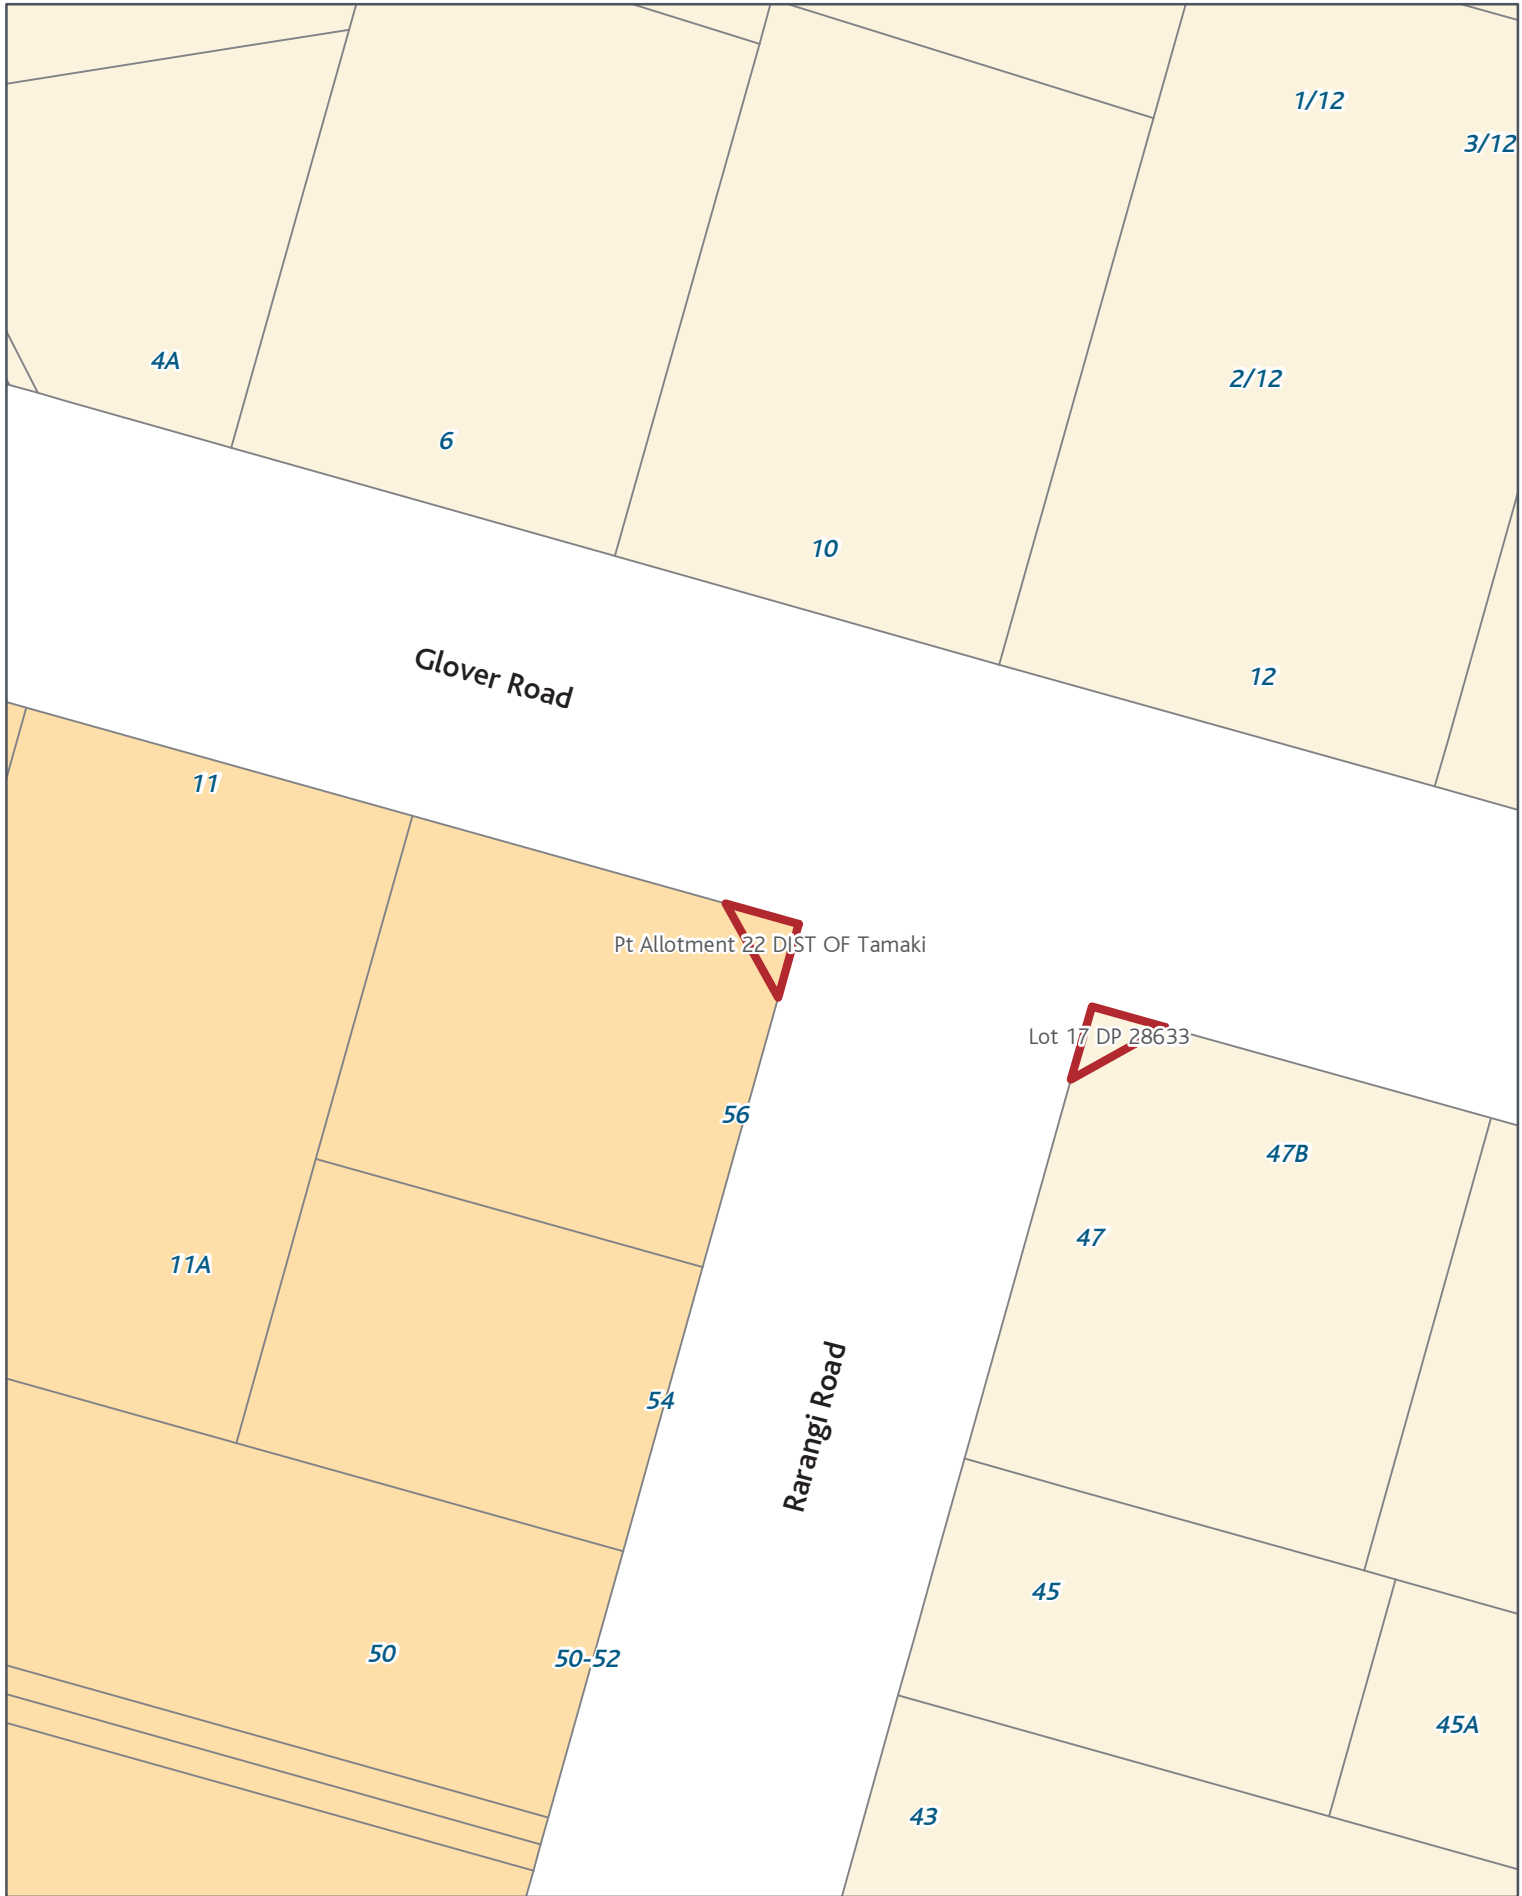 1/12
3/12
4A
2/12
6
10
Glover Road
12
11
Pt Allotment 22 DIST OF Tamaki
Lot 17 DP 28633
56
47B
47
11A
54
Rarangi Road
45
50
50-52
45A
43